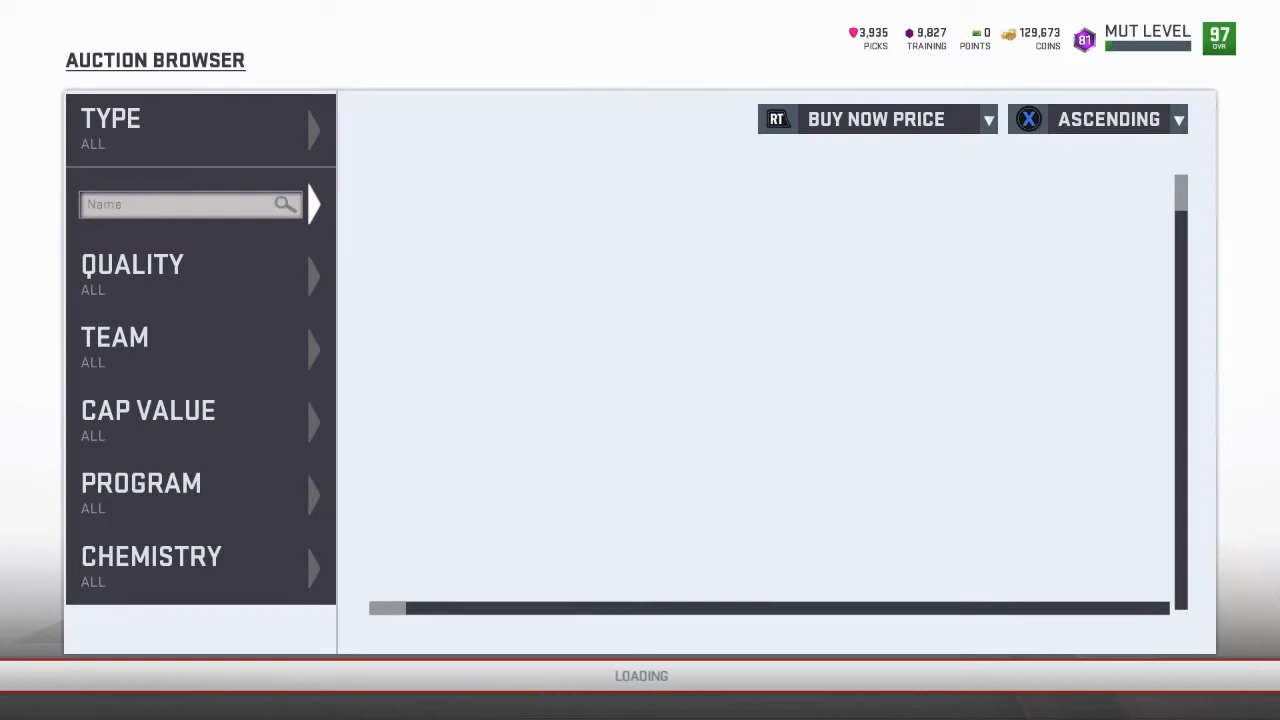 AUCTION BROWSER
3,935 PICKS
9,827 TRAINING
0 POINTS
129,673 COINS
81
MUT LEVEL
97 OVR
TYPE
ALL
RT BUY NOW PRICE
X ASCENDING
Name
QUALITY
ALL
TEAM
ALL
CAP VALUE
ALL
PROGRAM
ALL
CHEMISTRY
ALL
LOADING